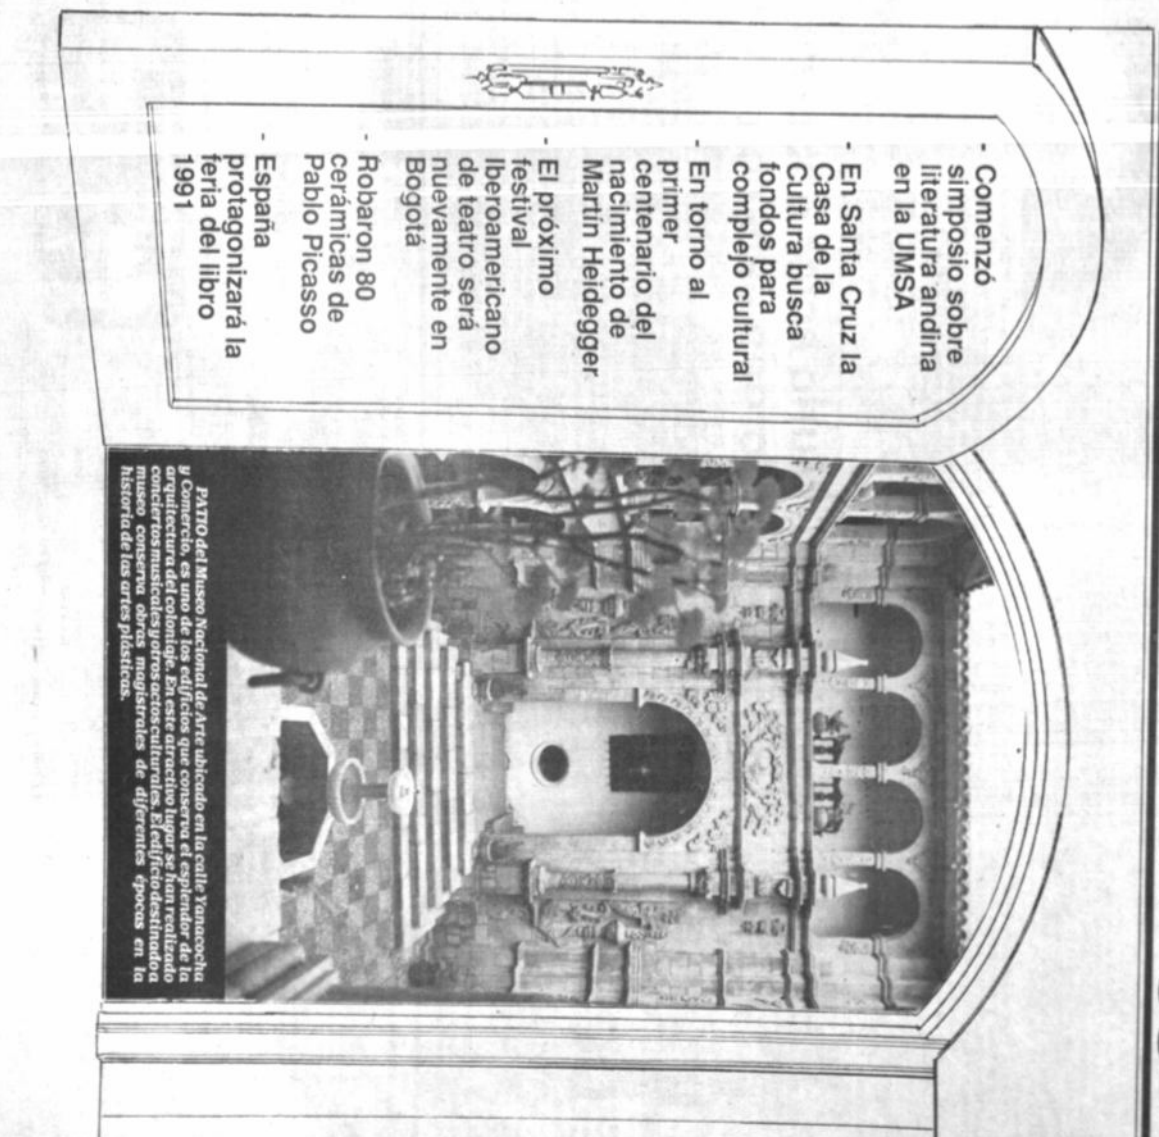 - Comenzó
simposio sobre
literatura andina
en la UMSA
- En Santa Cruz la
Casa de la
Cultura busca
fondos para
complejo cultural
- En torno al
primer
centenario del
nacimiento de
Martín Heidegger
- El próximo
festival
Iberoamericano
de teatro será
nuevamente en
Bogotá
- Robaron 80
cerámicas de
Pablo Picasso
- España
protagonizará la
feria del libro
1991
PATIO del Museo Nacional de Arte ubicado en la calle Yanacocha
y Comercio, es uno de los edificios que conserva el esplendor de la
arquitectura del coloniaje. En este atractivo lugar se han realizado
conciertos musicales y otros actos culturales. El edificio destinado a
museo conserva obras magistrales de diferentes épocas en la
historia de las artes plásticas.